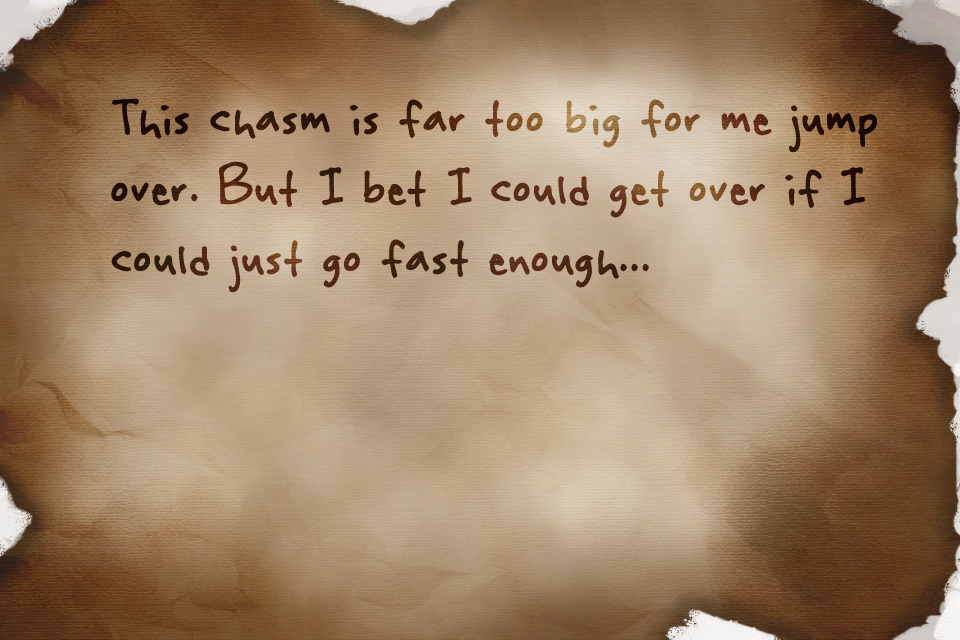 This chasm is far too big for me jump
over. But I bet I could get over if I
could just go fast enough...